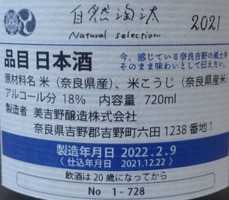 自然淘汰 2021
Natural selection
今、感じている奈良吉野の風土を
そのまま味わいとして伝えたい。
品目 日本酒
原材料名 米（奈良県産）、米こうじ（奈良県産米）
アルコール分 18% 内容量 720ml
製造者 美吉野醸造株式会社
奈良県吉野郡吉野町六田 1238 番地 1
製造年月日 2022.2.9
〈 仕込年月日 2021.12.22 〉
飲酒は20歳になってから
No 1-728